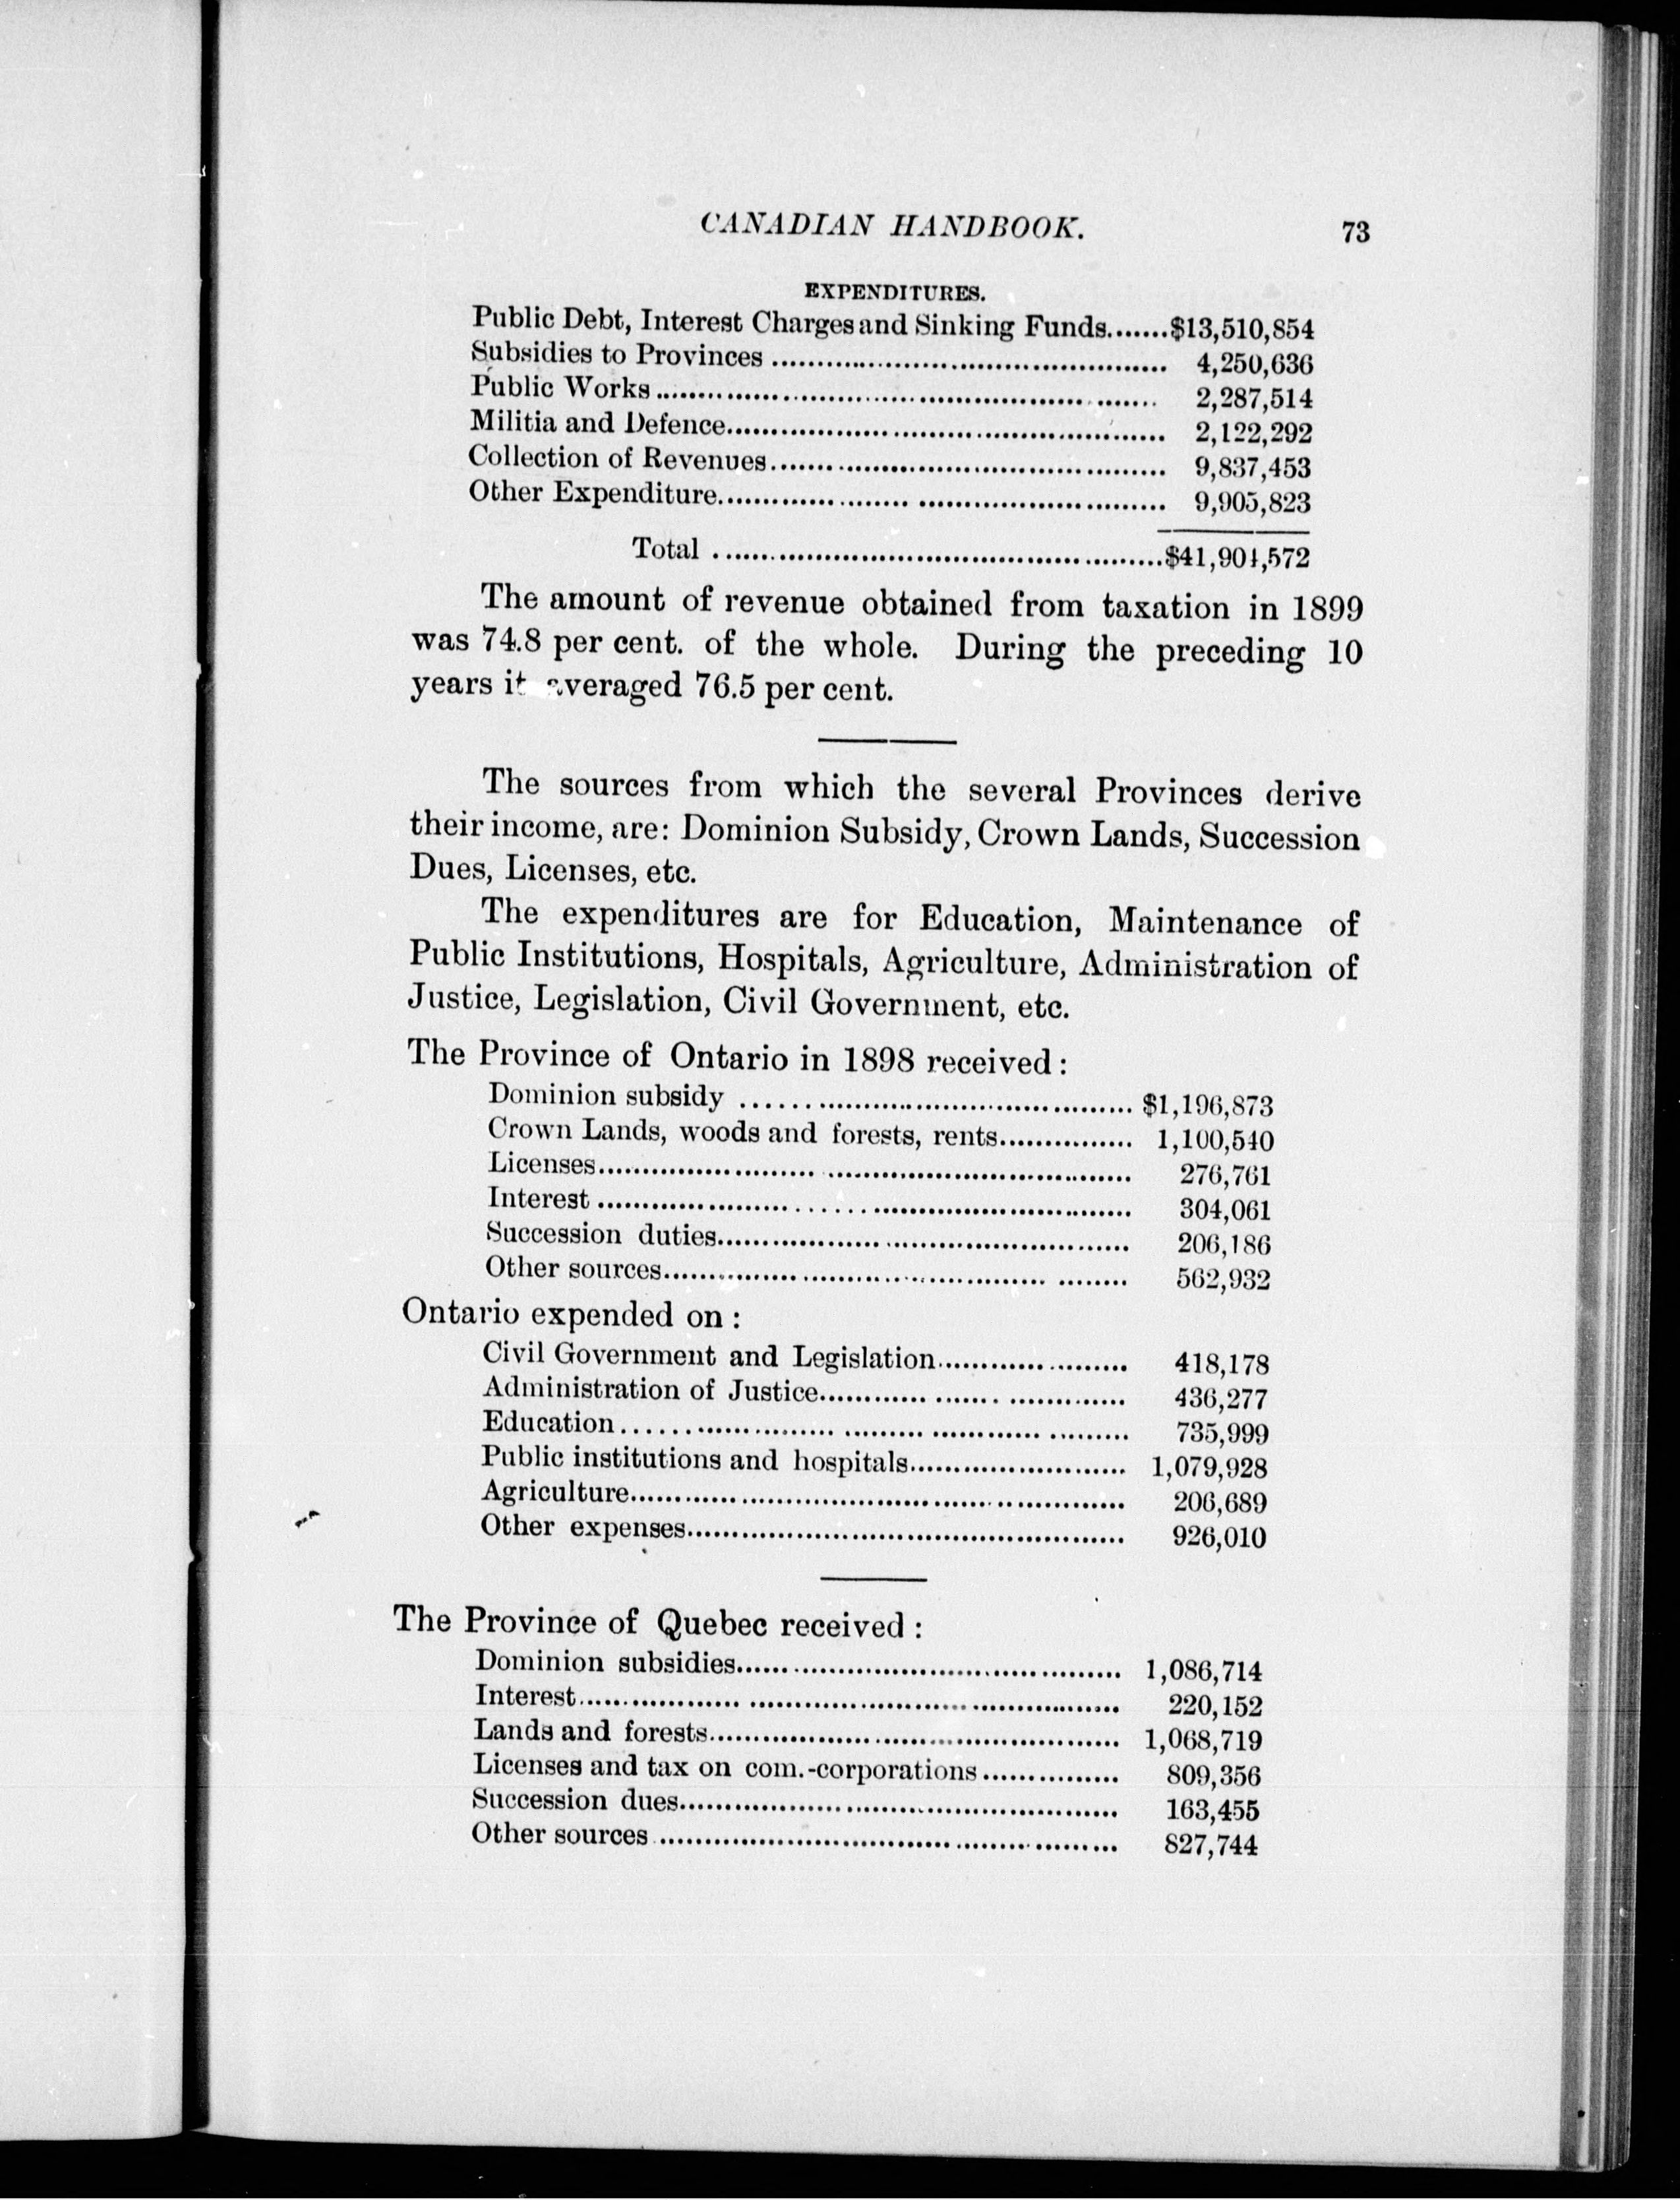 CANADIAN HANDBOOK. 73
EXPENDITURES.
Public Debt, Interest Charges and Sinking Funds.......$13,510,854
Subsidies to Provinces ............................................ 4,250,636
Public Works........................................................ 2,287,514
Militia and Defence................................................. 2,122,292
Collection of Revenues............................................ 9,837,453
Other Expenditure.................................................. 9,905,823
Total ..................................................$41,904,572
The amount of revenue obtained from taxation in 1899
was 74.8 per cent. of the whole. During the preceding 10
years it averaged 76.5 per cent.
The sources from which the several Provinces derive
their income, are: Dominion Subsidy, Crown Lands, Succession
Dues, Licenses, etc.
The expenditures are for Education, Maintenance of
Public Institutions, Hospitals, Agriculture, Administration of
Justice, Legislation, Civil Government, etc.
The Province of Ontario in 1898 received:
Dominion subsidy ............................................ $1,196,873
Crown Lands, woods and forests, rents............... 1,100,540
Licenses............................................................ 276,761
Interest ............................................................ 304,061
Succession duties.............................................. 206,186
Other sources.................................................... 562,932
Ontario expended on:
Civil Government and Legislation..................... 418,178
Administration of Justice.................................. 436,277
Education......................................................... 735,999
Public institutions and hospitals........................ 1,079,928
Agriculture....................................................... 206,689
Other expenses................................................. 926,010
The Province of Quebec received:
Dominion subsidies........................................... 1,086,714
Interest............................................................. 220,152
Lands and forests.............................................. 1,068,719
Licenses and tax on com.-corporations............... 809,356
Succession dues................................................. 163,455
Other sources ................................................... 827,744